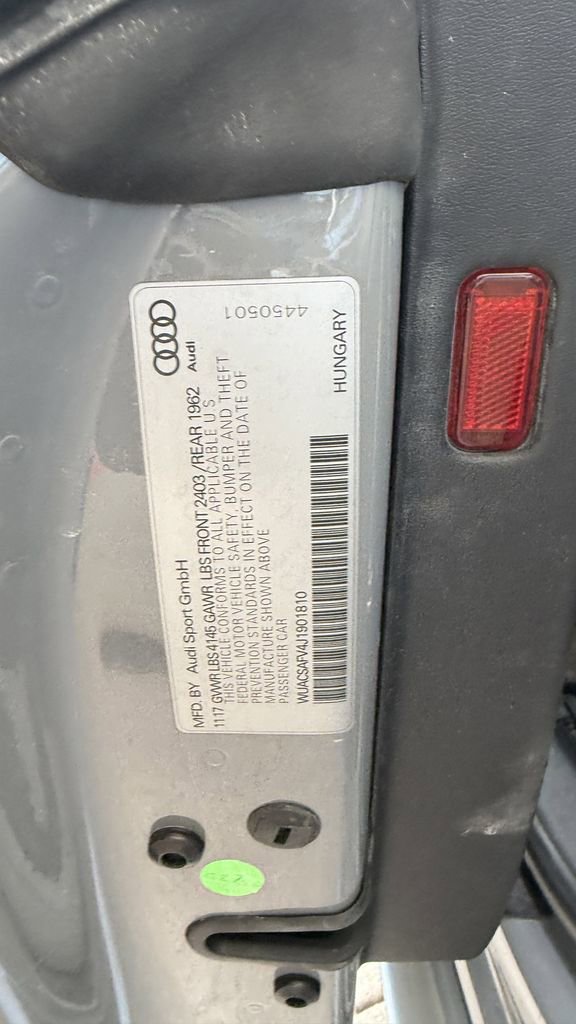 MFD. BY Audi Sport GmbH
Audi
1117 GVWR LBS 4145 GAWR LBS FRONT 2403 /REAR 1962
THIS VEHICLE CONFORMS TO ALL APPLICABLE U S
FEDERAL MOTOR VEHICLE SAFETY, BUMPER AND THEFT
PREVENTION STANDARDS IN EFFECT ON THE DATE OF
MANUFACTURE SHOWN ABOVE
PASSENGER CAR
WUACSAFV4J1901810
HUNGARY
4450501